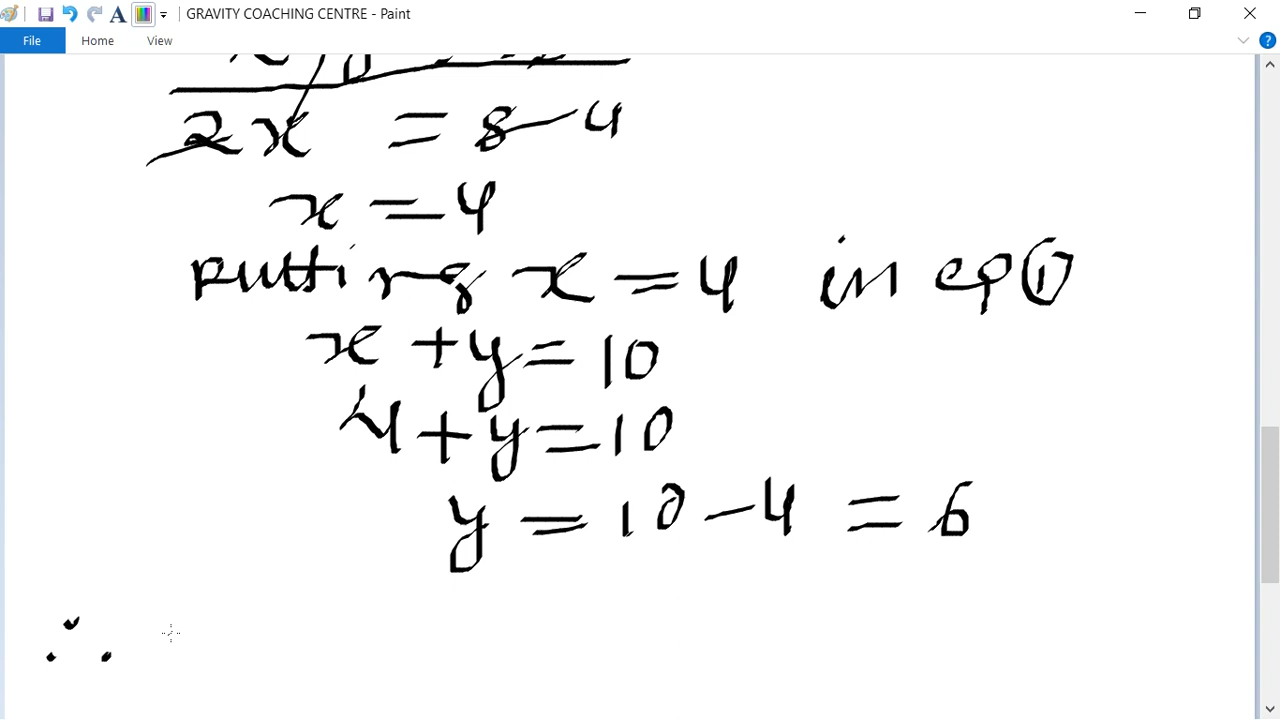 GRAVITY COACHING CENTRE - Paint
File Home View
2x = 8 4
x = 4
putting x = 4 in eq ①
x + y = 10
4 + y = 10
y = 10 - 4 = 6
∴